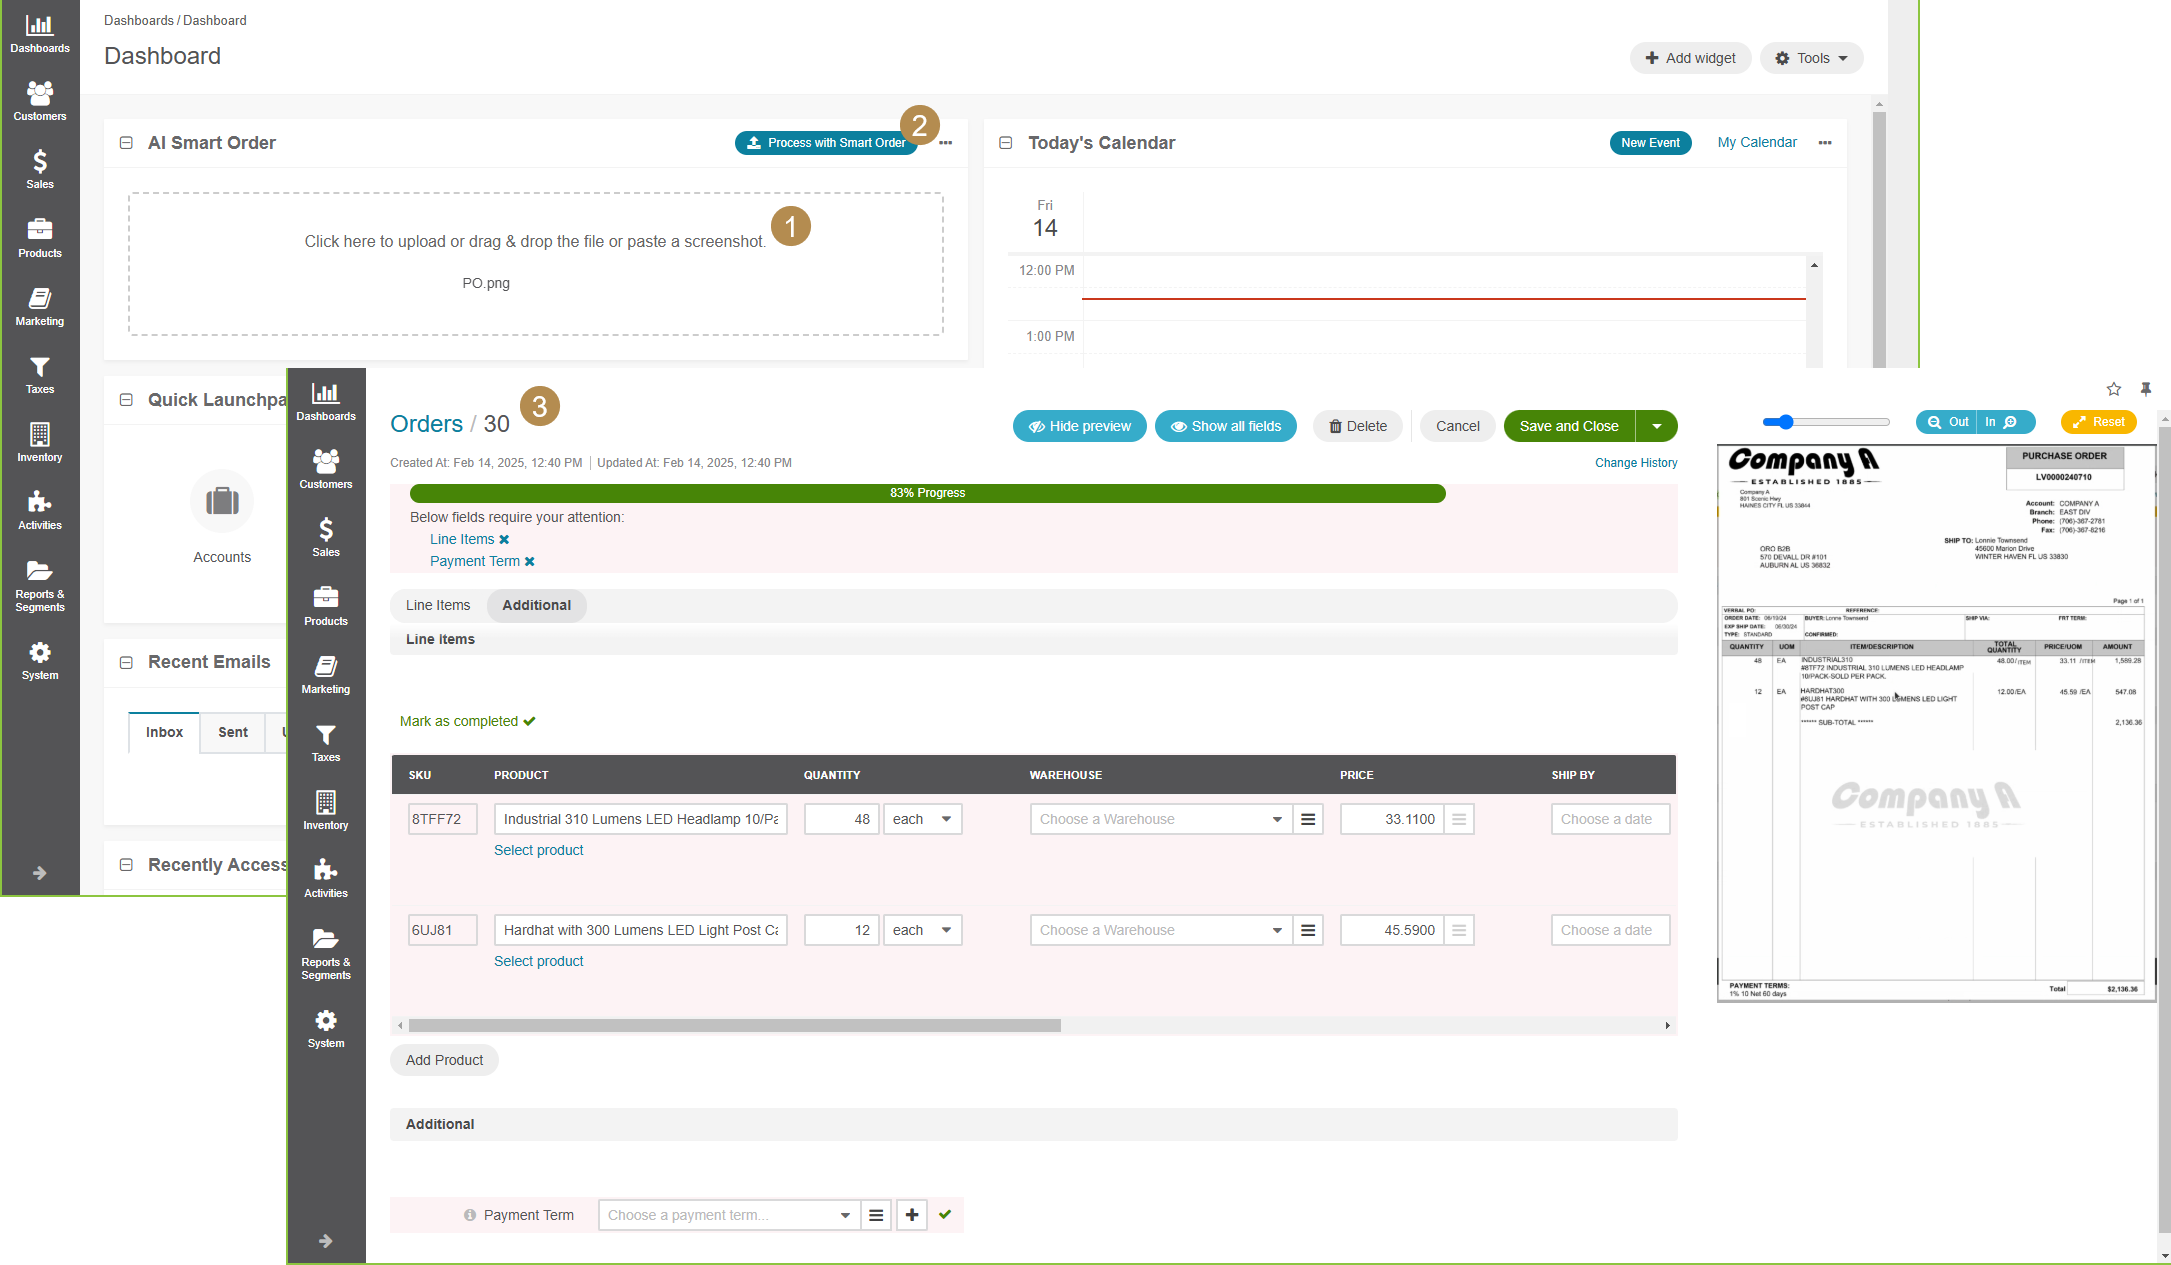 Dashboards
Customers
Sales
Products
Marketing
Taxes
Inventory
Activities
Reports &
Segments
System
Dashboards / Dashboard
Dashboard
Add widget
Tools
AI Smart Order
Process with Smart Order
2
Click here to upload or drag & drop the file or paste a screenshot.
1
PO.png
Today's Calendar
New Event
My Calendar
Fri
14
12:00 PM
1:00 PM
Quick Launchpa
Accounts
Recent Emails
Inbox
Sent
Recently Access
Dashboards
Customers
Sales
Products
Marketing
Taxes
Inventory
Activities
Reports &
Segments
System
Orders / 30
3
Hide preview
Show all fields
Delete
Cancel
Save and Close
Created At: Feb 14, 2025, 12:40 PM
Updated At: Feb 14, 2025, 12:40 PM
Change History
83% Progress
Below fields require your attention:
Line Items
Payment Term
Line Items
Additional
Line Items
Mark as completed
SKU PRODUCT QUANTITY WAREHOUSE PRICE SHIP BY
8TFF72 Industrial 310 Lumens LED Headlamp 10/Pa 48 each Choose a Warehouse 33.1100 Choose a date
Select product
6UJ81 Hardhat with 300 Lumens LED Light Post Ca 12 each Choose a Warehouse 45.5900 Choose a date
Select product
Add Product
Additional
Payment Term Choose a payment term...
Out
In
Reset
Company A
ESTABLISHED 1885
Company A
801 Scenic Hwy
HAINES CITY FL US 33844
PURCHASE ORDER
LV0000240710
Account: COMPANY A
Branch: EAST DIV
Phone: (706)-367-2781
Fax: (706)-367-8216
SHIP TO: Lonnie Townsend
45600 Marion Drive
WINTER HAVEN FL US 33830
ORO B2B
570 DEVALL DR #101
AUBURN AL US 36832
Page 1 of 1
VERBAL PO: REFERENCE:
ORDER DATE: 06/19/24 BUYER: Lonne Townsend SHIP VIA: FRT TERM:
EXP SHIP DATE: 06/30/24
TYPE: STANDARD CONFIRMED:
QUANTITY UOM ITEM/DESCRIPTION TOTAL QUANTITY PRICE/UOM AMOUNT
48 EA INDUSTRIAL310 48.00/ITEM 33.11 /ITEM 1,589.28
#8TF72 INDUSTRIAL 310 LUMENS LED HEADLAMP
10/PACK-SOLD PER PACK.
12 EA HARDHAT300 12.00/EA 45.59 /EA 547.08
#6UJ81 HARDHAT WITH 300 LUMENS LED LIGHT
POST CAP
****** SUB-TOTAL ****** 2,136.36
Company A
ESTABLISHED 1885
PAYMENT TERMS:
1% 10 Net 60 days
Total $2,136.36